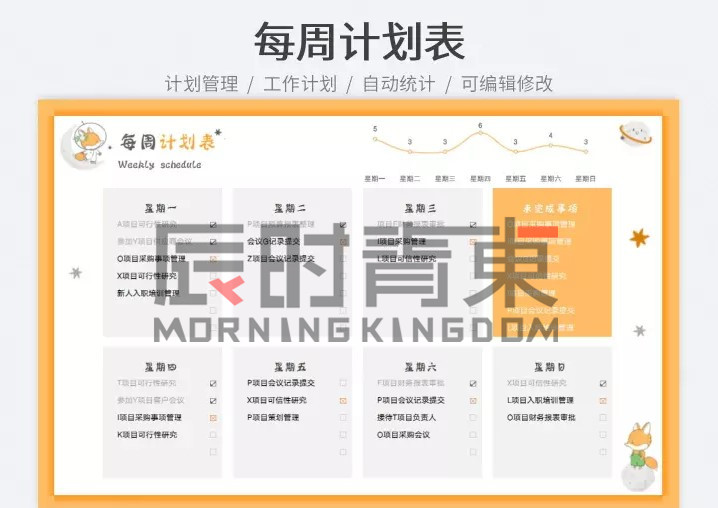 每周计划表
计划管理 / 工作计划 / 自动统计 / 可编辑修改
每周计划表
Weekly schedule
5 3 3 6 3 4 3
星期一 星期二 星期三 星期四 星期五 星期六 星期日
星期一
A项目可行性研究
参加Y项目供应商会议
O项目采购事项管理
X项目可行性研究
新人入职培训管理
星期二
会议G记录提交
Z项目会议记录提交
星期三
I项目采购管理
L项目可信性研究
未完成事项
星期四
T项目可行性研究
参加Y项目客户会议
I项目采购事项管理
K项目可行性研究
星期五
P项目会议记录提交
X项目可信性研究
P项目策划管理
星期六
F项目财务报表审批
P项目会议记录提交
接待T项目负责人
O项目采购会议
星期日
X项目可信性研究
L项目入职培训管理
O项目财务报表审批
MORNINGKINGDOM